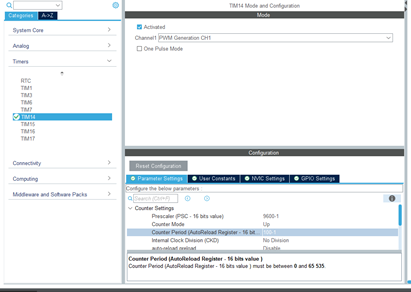 TIM14 Mode and Configuration
Categories A->Z
System Core
Analog
Timers
RTC
TIM1
TIM3
TIM6
TIM7
TIM14
TIM15
TIM16
TIM17
Connectivity
Computing
Middleware and Software Packs
Mode
Activated
Channel1 PWM Generation CH1
One Pulse Mode
Configuration
Reset Configuration
Parameter Settings User Constants NVIC Settings GPIO Settings
Configure the below parameters
Search (Ctrl+F)
Counter Settings
Prescaler (PSC - 16 bits value) 9600-1
Counter Mode Up
Counter Period (AutoReload Register - 16 bit...
Internal Clock Division (CKD) No Division
auto-reload preload Disable
Counter Period (AutoReload Register - 16 bits value )
Counter Period (AutoReload Register - 16 bits value ) must be between 0 and 65 535.